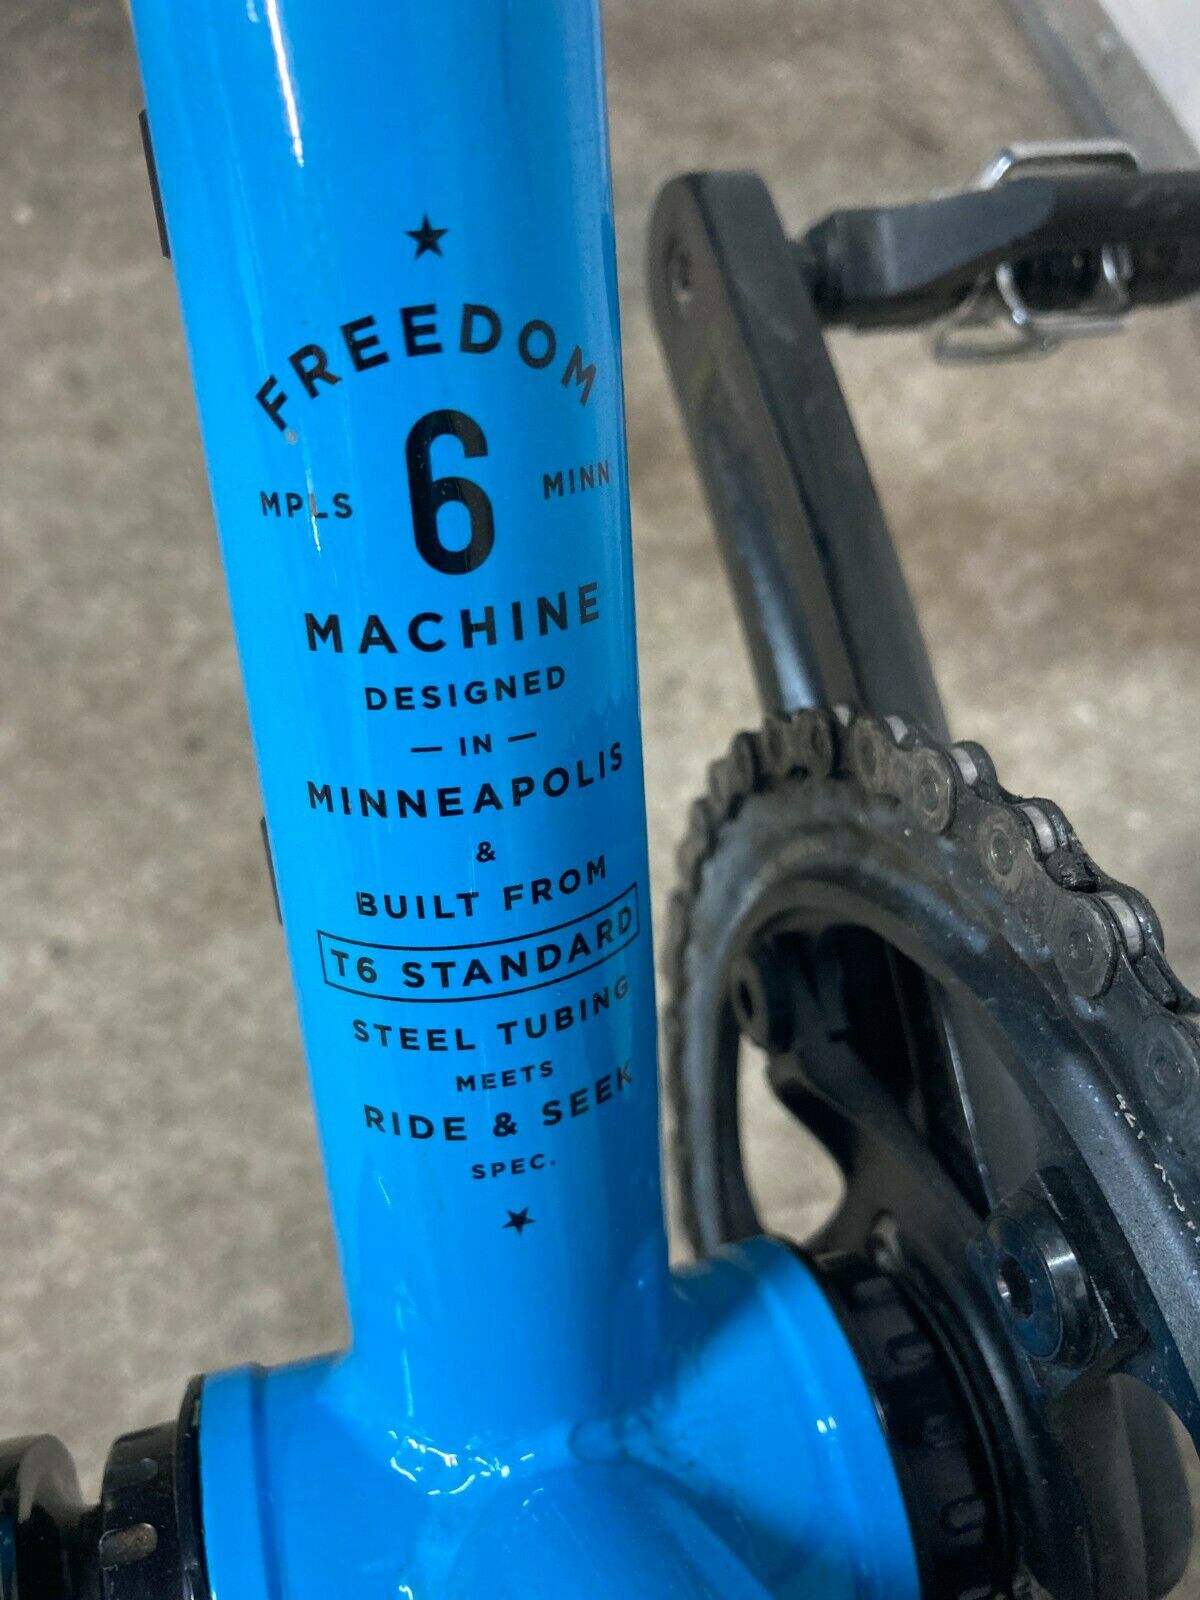 FREEDOM
MPLS 6 MINN
MACHINE
DESIGNED
— IN —
MINNEAPOLIS
&
BUILT FROM
T6 STANDARD
STEEL TUBING
MEETS
RIDE & SEEK
SPEC.